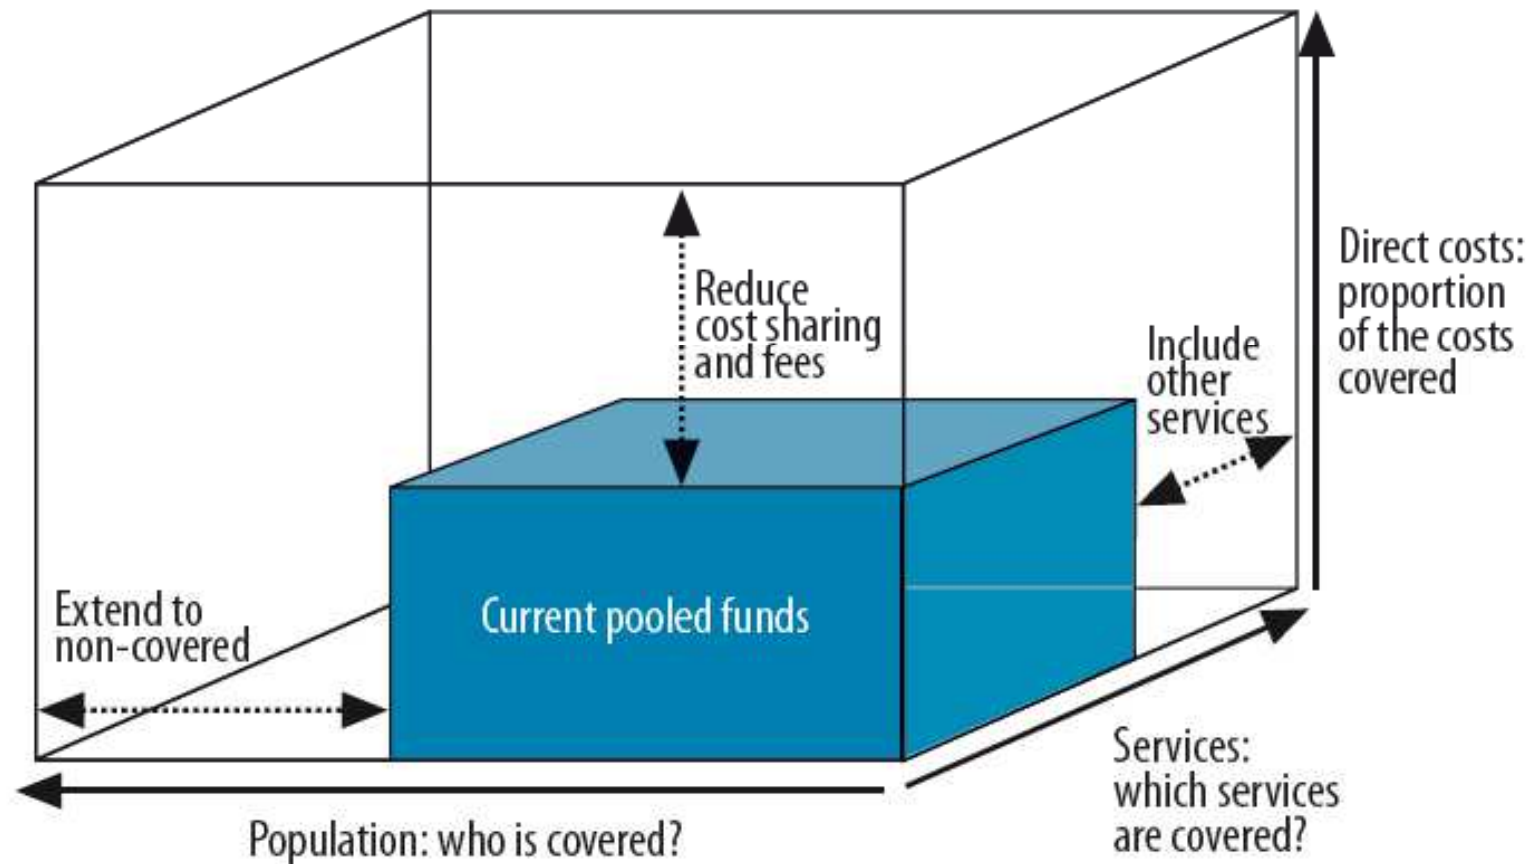 Reduce
cost sharing
and fees
Direct costs:
proportion
of the costs
covered
Include
other
services
Extend to
non-covered
Current pooled funds
Services:
which services
are covered?
Population: who is covered?